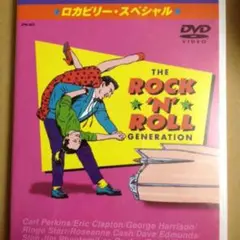 ★ロカビリー・スペシャル★
DVD
VIDEO
THE
ROCK
'N'
ROLL
GENERATION
Carl Perkins/Eric Clapton/George Harrison
Ringo Starr/Rosanne Cash/Dave Edmunds